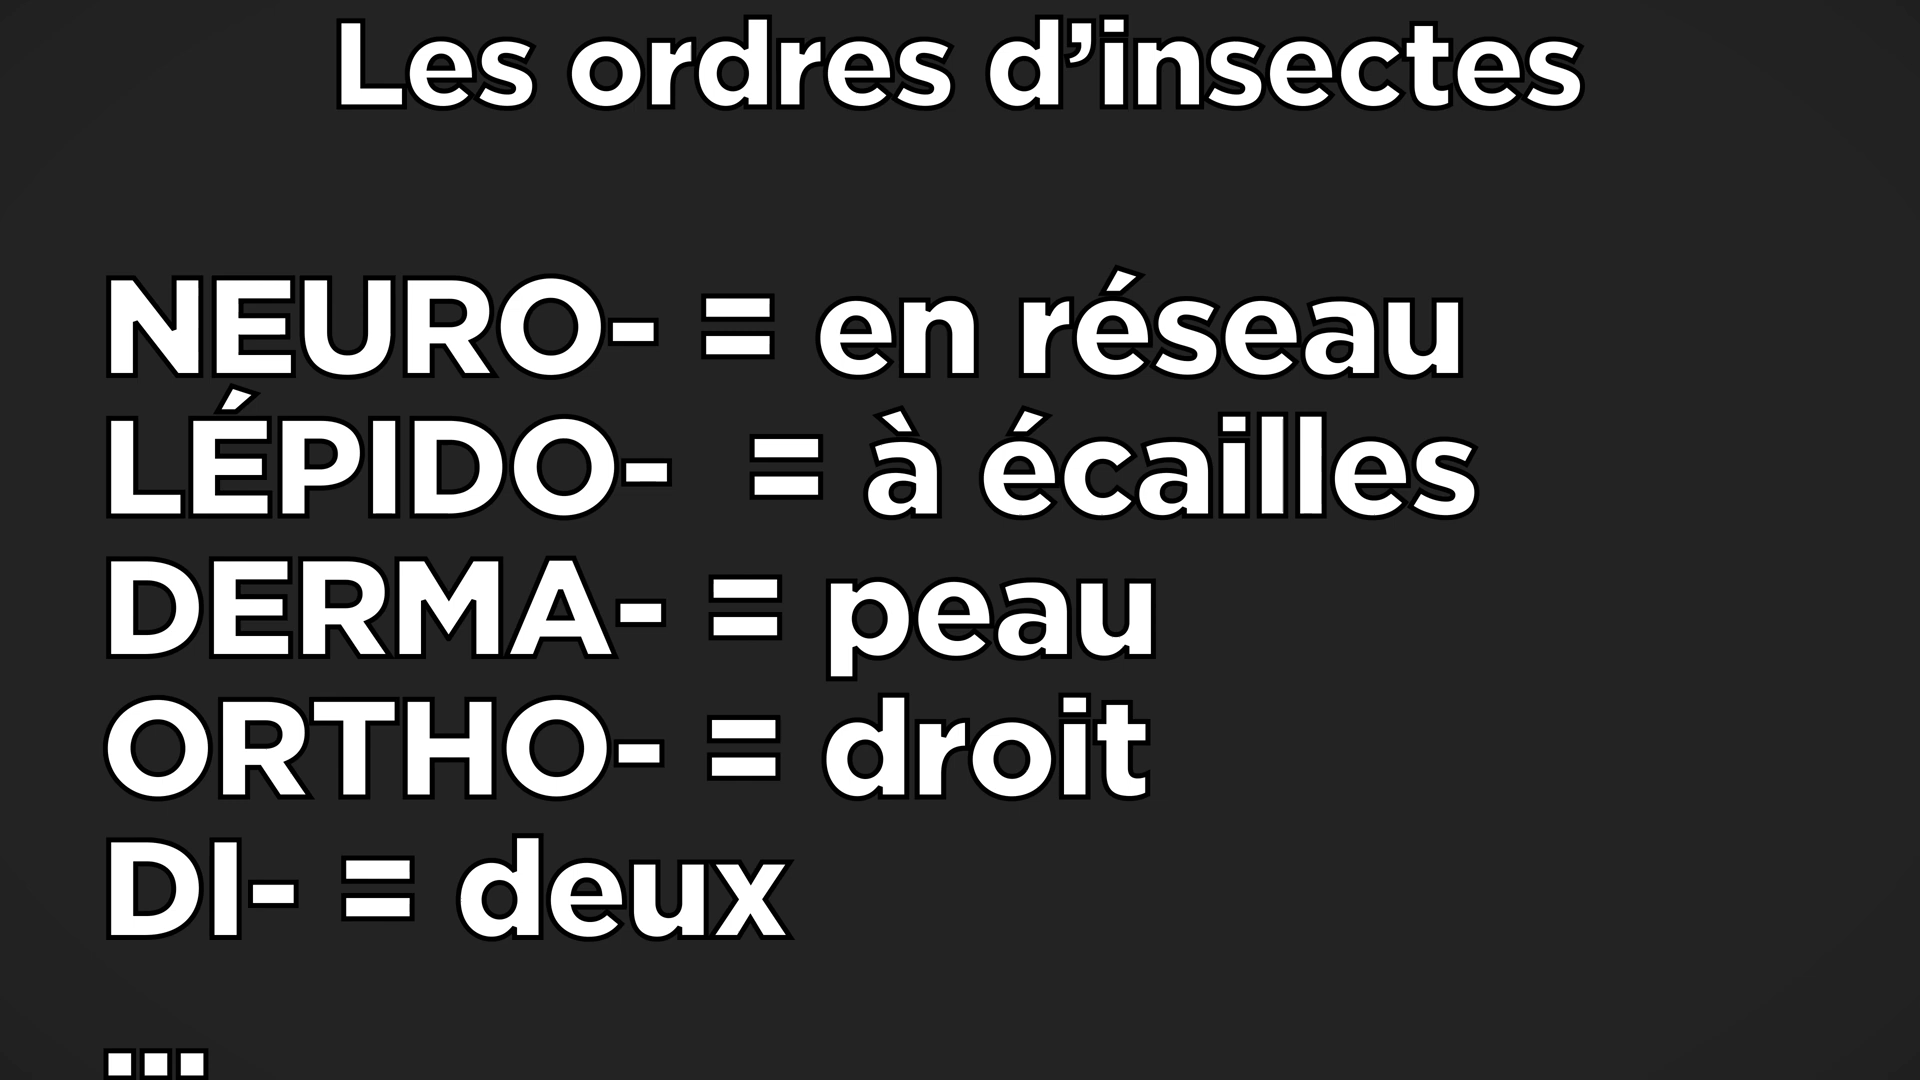 Les ordres d’insectes
NEURO- = en réseau
LÉPIDO- = à écailles
DERMA- = peau
ORTHO- = droit
DI- = deux
...